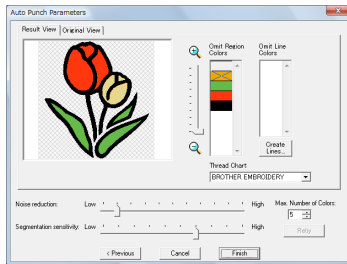 Auto Punch Parameters
Result View Original View
Omit Region Colors
Omit Line Colors
Create Lines...
Thread Chart
BROTHER EMBROIDERY
Noise reduction: Low High
Max. Number of Colors:
5
Segmentation sensitivity: Low High
Retry
< Previous Cancel Finish